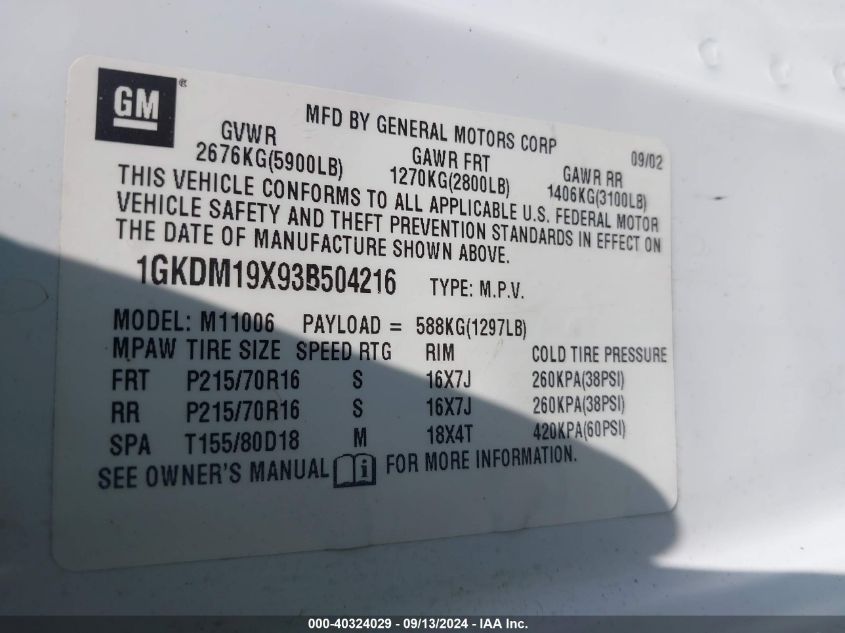 GM ®
MFD BY GENERAL MOTORS CORP 09/02
GVWR GAWR FRT GAWR RR
2676KG(5900LB) 1270KG(2800LB) 1406KG(3100LB)
THIS VEHICLE CONFORMS TO ALL APPLICABLE U.S. FEDERAL MOTOR
VEHICLE SAFETY AND THEFT PREVENTION STANDARDS IN EFFECT ON
THE DATE OF MANUFACTURE SHOWN ABOVE.
1GKDM19X93B504216 TYPE: M.P.V.
MODEL: M11006 PAYLOAD = 588KG(1297LB)
MPAW TIRE SIZE SPEED RTG RIM COLD TIRE PRESSURE
FRT P215/70R16 S 16X7J 260KPA(38PSI)
RR P215/70R16 S 16X7J 260KPA(38PSI)
SPA T155/80D18 M 18X4T 420KPA(60PSI)
SEE OWNER'S MANUAL i FOR MORE INFORMATION.
000-40324029 - 09/13/2024 - IAA Inc.